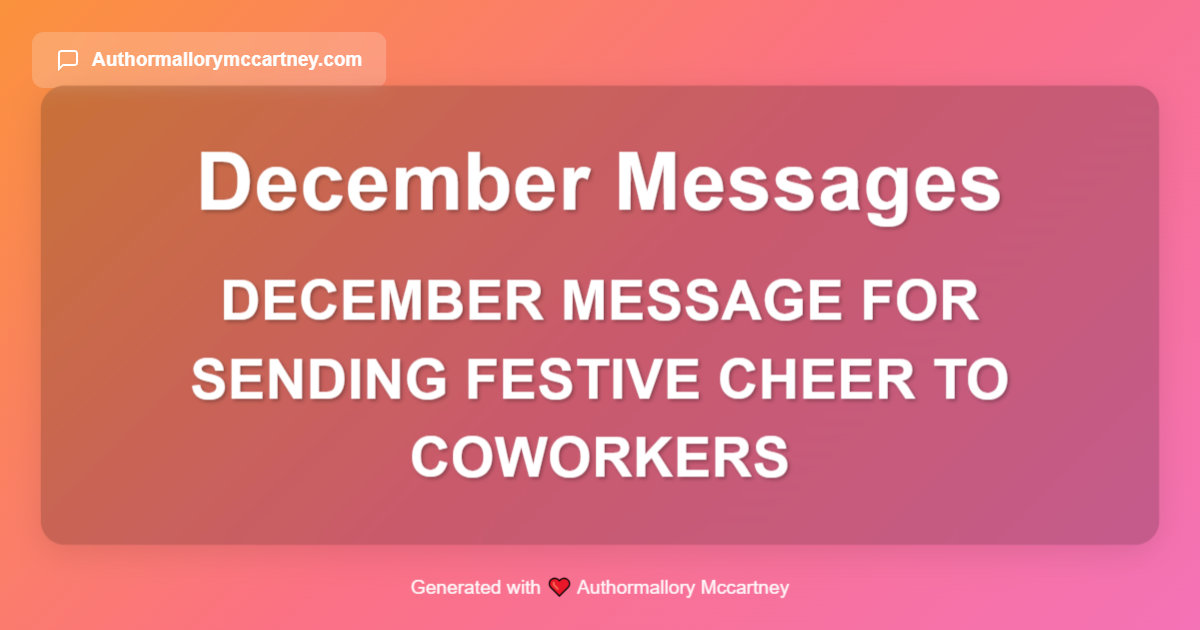 Authormallorymccartney.com
December Messages
DECEMBER MESSAGE FOR
SENDING FESTIVE CHEER TO
COWORKERS
Generated with ❤️ Authormallory Mccartney